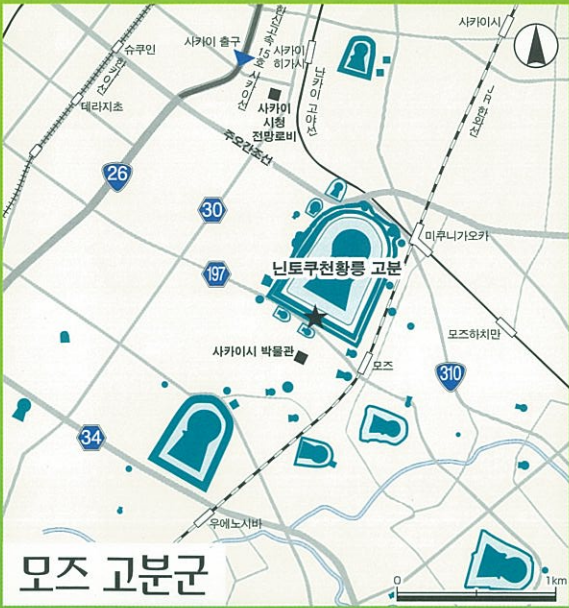 사카이시
슈쿠인
사카이 출구
한신고속 15호 사카이선
사카이
히가시
난카이 고야선
JR 한와선
한카이선
테라지초
사카이
시청
전망로비
주오간조선
26
30
미쿠니가오카
197
닌토쿠천황릉 고분
모즈하치만
사카이시 박물관
모즈
310
34
우에노시바
모즈 고분군
0
1km